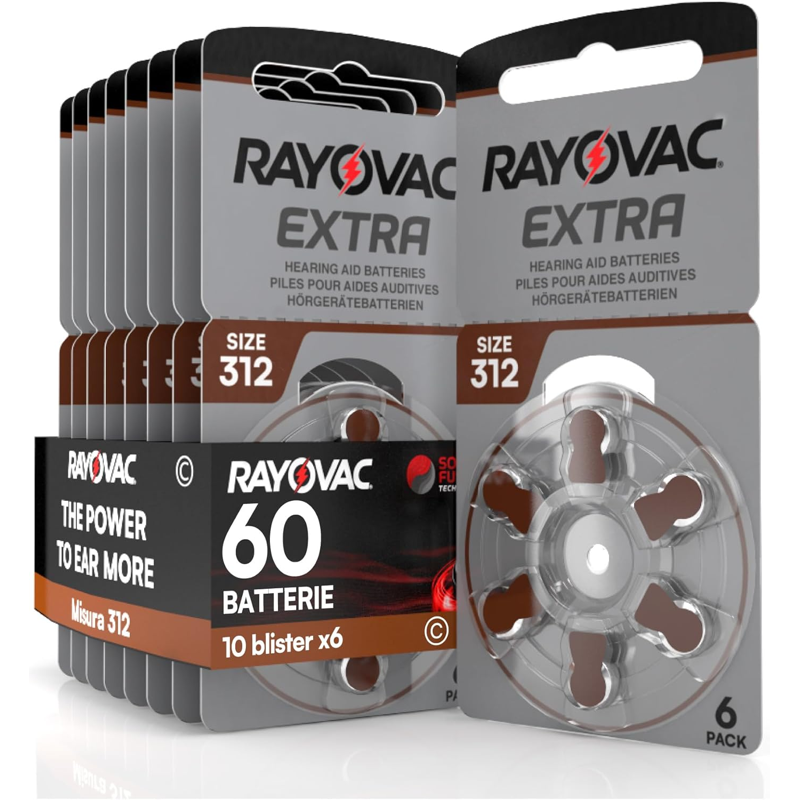 RAYOVAC
EXTRA
HEARING AID BATTERIES
PILES POUR AIDES AUDITIVES
HÖRGERÄTEBATTERIEN
SIZE
312
RAYOVAC®
EXTRA
HEARING AID BATTERIES
PILES POUR AIDES AUDITIVES
HÖRGERÄTEBATTERIEN
SIZE
312
6
PACK
RAYOVAC ©
THE POWER
TO EAR MORE
Misura 312
RAYOVAC®
60
BATTERIE
10 blister x6 ©